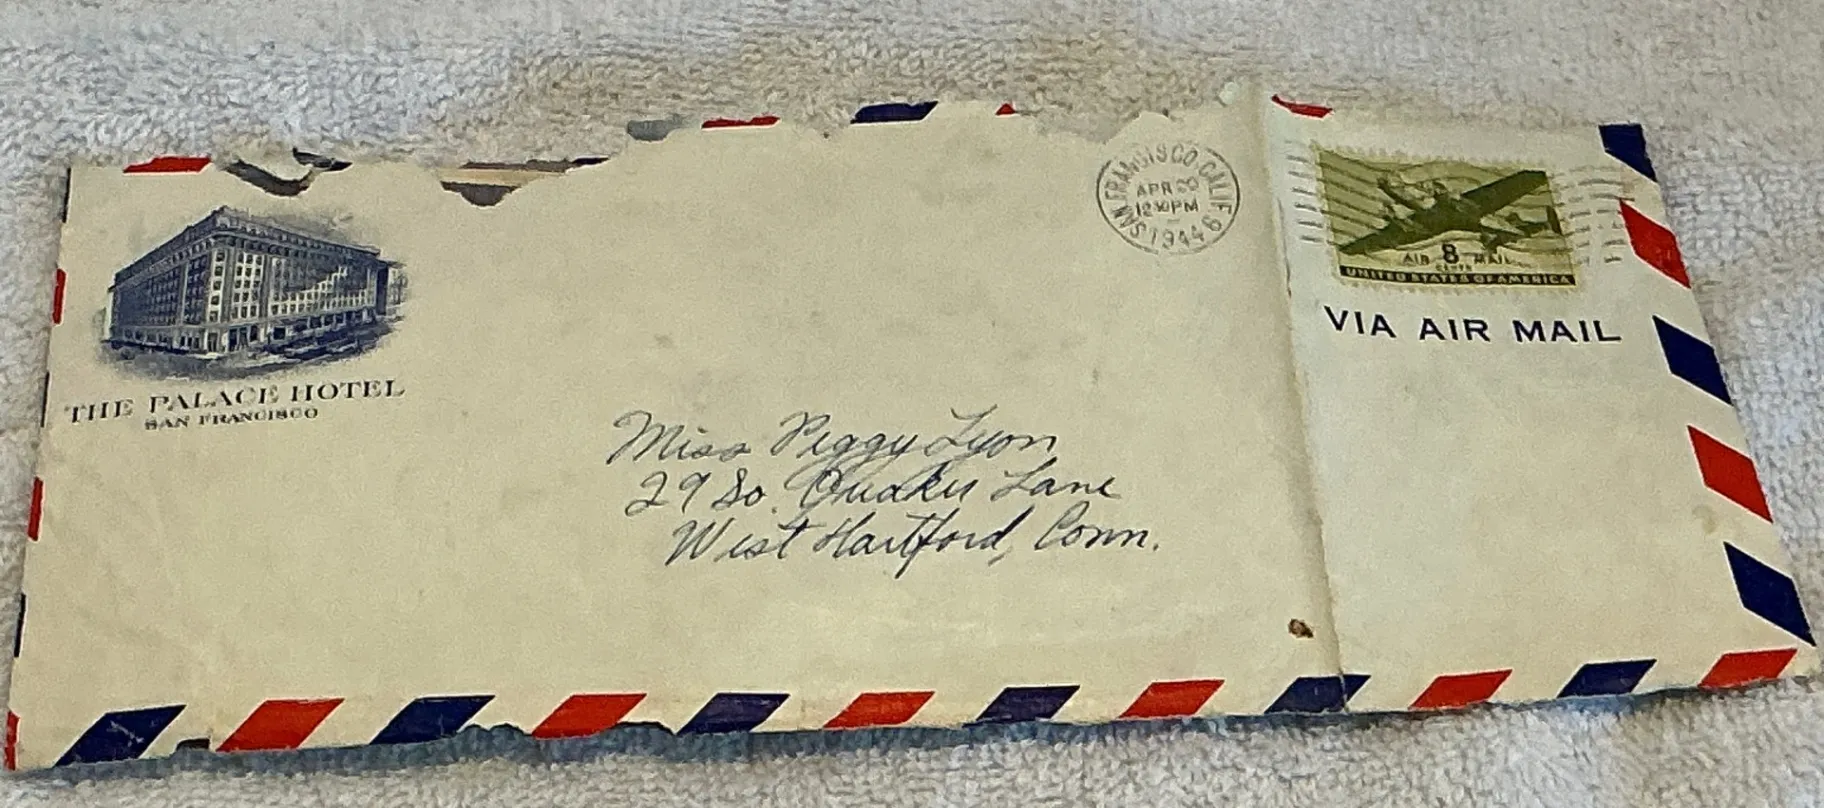 THE PALACE HOTEL
SAN FRANCISCO
SAN FRANCISCO, CALIF.
APR 20
12 PM
1944
8
AIR MAIL
CENTS
UNITED STATES OF AMERICA
VIA AIR MAIL
Miss Peggy Lyon
29 So. Quaker Lane
West Hartford, Conn.